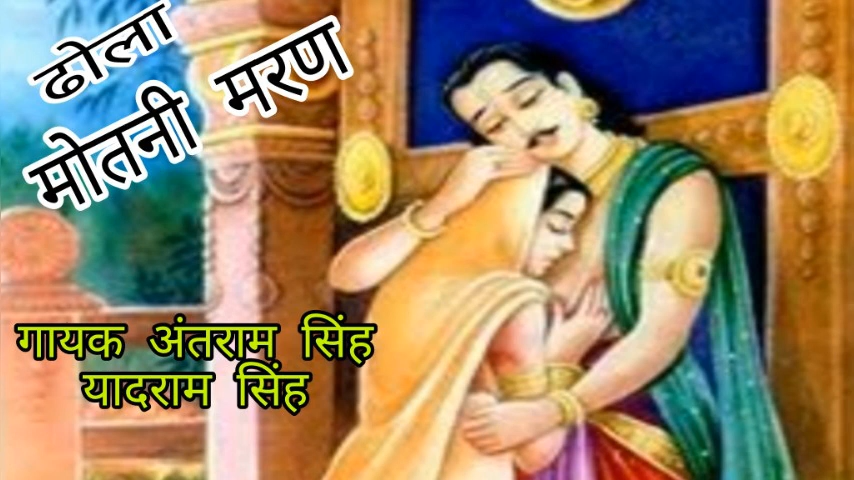 ढोला
मोतनी मरण
गायक अंतराम सिंह
यादराम सिंह